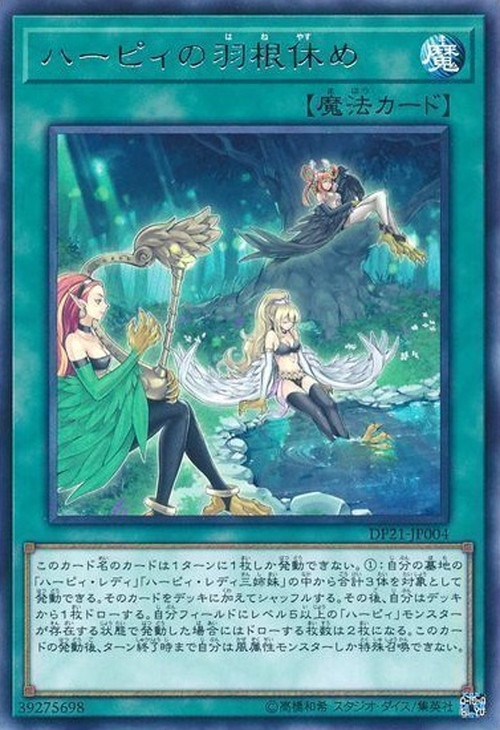 ハーピィの羽根休め
魔
【魔法カード】
DP21-JP004
このカード名のカードは1ターンに1枚しか発動できない。①：自分の墓地の
「ハーピィ・レディ」「ハーピィ・レディ三姉妹」の中から合計3体を対象として
発動できる。そのカードをデッキに加えてシャッフルする。その後、自分はデッキ
から1枚ドローする。自分フィールドにレベル5以上の「ハーピィ」モンスター
が存在する状態で発動した場合にはドローする枚数は2枚になる。このカー
ドの発動後、ターン終了時まで自分は風属性モンスターしか特殊召喚できない。
39275698
©高橋和希 スタジオ・ダイス/集英社